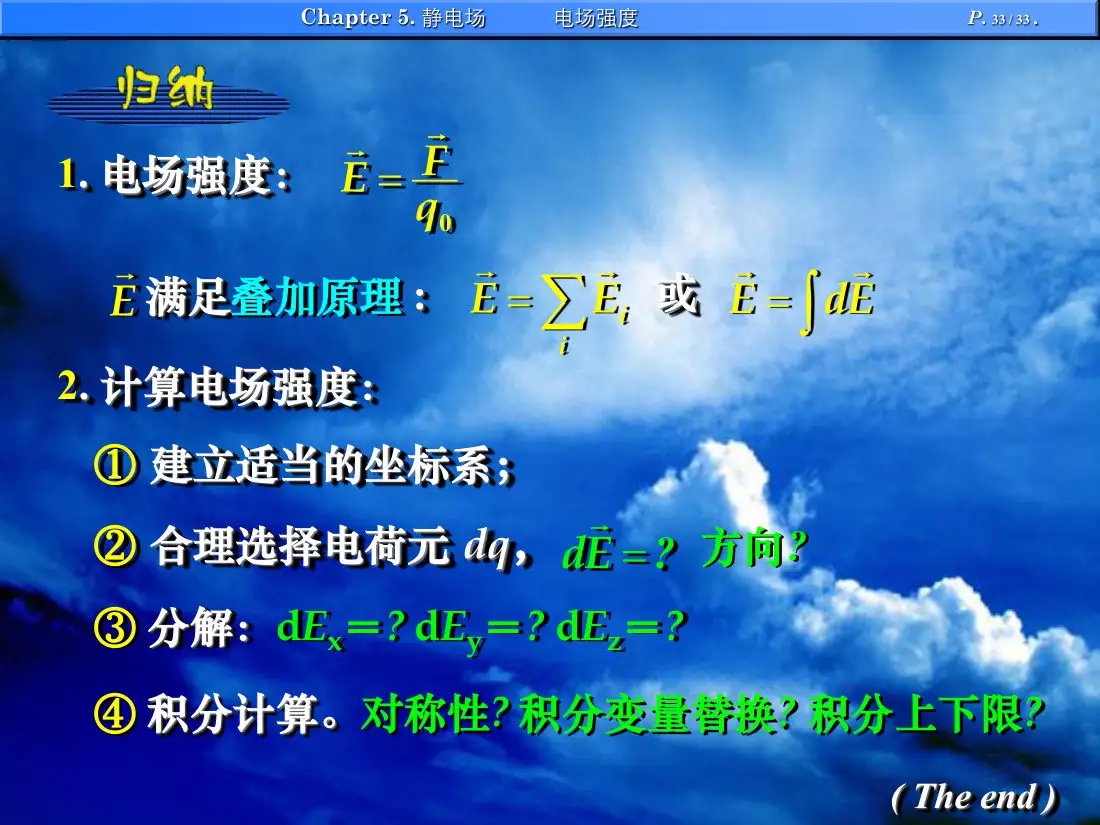 Chapter 5. 静电场 电场强度 P. 33 / 33 .
归纳
1. 电场强度： E⃗ = F⃗ / q₀
E⃗ 满足叠加原理： E⃗ = ∑ᵢ E⃗ᵢ 或 E⃗ = ∫ dE⃗
2. 计算电场强度：
① 建立适当的坐标系；
② 合理选择电荷元 dq， dE⃗ = ? 方向?
③ 分解： dEx＝? dEy＝? dEz＝?
④ 积分计算。对称性? 积分变量替换? 积分上下限?
( The end )